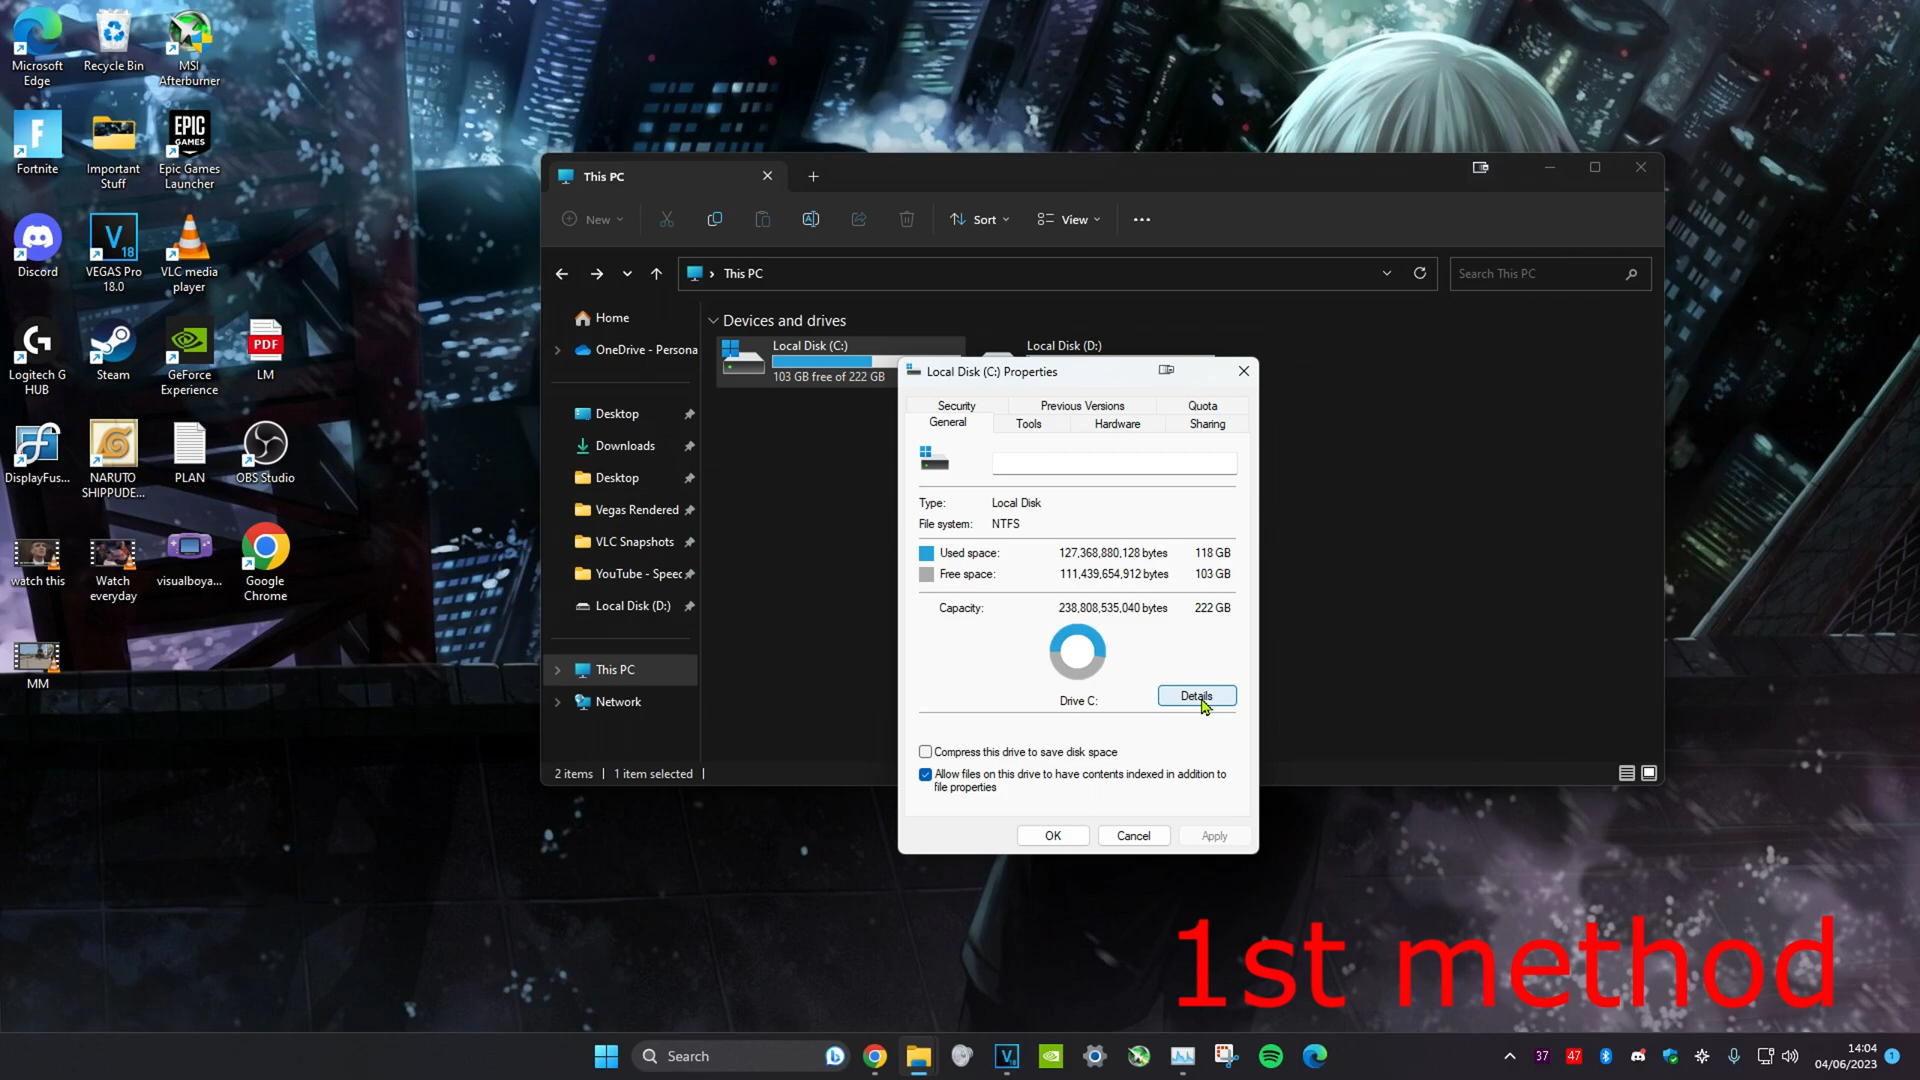 Microsoft
Edge
Recycle Bin
MSI
Afterburner
Fortnite
Important
Stuff
EPIC
GAMES
Epic Games
Launcher
Discord
V
18
VEGAS Pro
18.0
VLC media
player
Logitech G
HUB
Steam
GeForce
Experience
PDF
LM
DisplayFus...
NARUTO
SHIPPUDE...
PLAN
OBS Studio
watch this
Watch
everyday
visualboya...
Google
Chrome
MM
This PC
New
Sort
View
This PC
Search This PC
Home
OneDrive - Persona
Desktop
Downloads
Desktop
Vegas Rendered
VLC Snapshots
YouTube - Speec
Local Disk (D:)
This PC
Network
Devices and drives
Local Disk (C:)
103 GB free of 222 GB
Local Disk (D:)
2 items
1 item selected
Local Disk (C:) Properties
Security
Previous Versions
Quota
General
Tools
Hardware
Sharing
Type: Local Disk
File system: NTFS
Used space: 127,368,880,128 bytes 118 GB
Free space: 111,439,654,912 bytes 103 GB
Capacity: 238,808,535,040 bytes 222 GB
Drive C:
Details
Compress this drive to save disk space
Allow files on this drive to have contents indexed in addition to
file properties
OK
Cancel
Apply
1st method
Search
37
47
14:04
04/06/2023
1